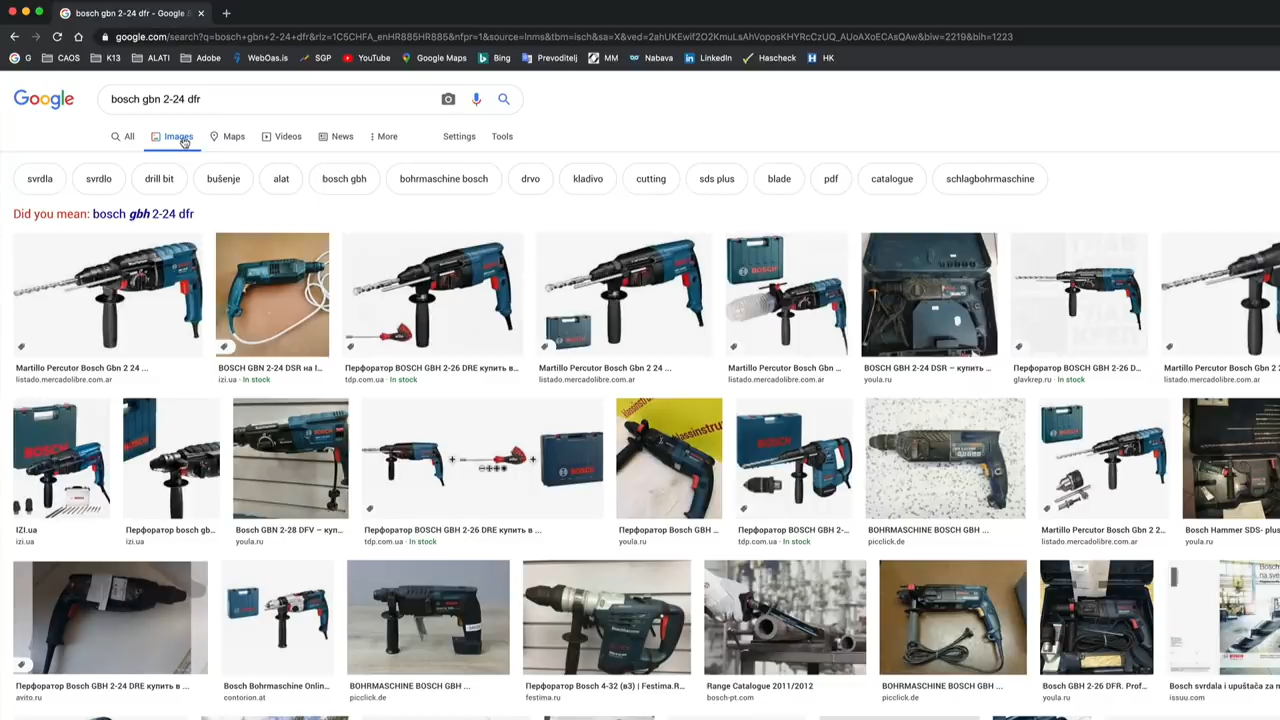 bosch gbn 2-24 dfr - Google
google.com/search?q=bosch+gbn+2-24+dfr&rlz=1C5CHFA_enHR885HR885&nfpr=1&source=lnms&tbm=isch&sa=X&ved=2ahUKEwif2O2KmuLsAhVoposKHYRcCzUQ_AUoAXoECAsQAw&biw=2219&bih=1223
G CAOS K13 ALATI Adobe WebOas.is SGP YouTube Google Maps Bing Prevoditelj MM Nabava LinkedIn Hascheck HK
Google bosch gbn 2-24 dfr
All Images Maps Videos News More Settings Tools
svrdla svrdlo drill bit bušenje alat bosch gbh bohrmaschine bosch drvo kladivo cutting sds plus blade pdf catalogue schlagbohrmaschine
Did you mean: bosch gbh 2-24 dfr
Martillo Percutor Bosch Gbn 2 24 ...
listado.mercadolibre.com.ar
BOSCH GBN 2-24 DSR на I...
izi.ua · In stock
Перфоратор BOSCH GBH 2-26 DRE купить в...
tdp.com.ua · In stock
Martillo Percutor Bosch Gbn 2 24 ...
listado.mercadolibre.com.ar
Martillo Percutor Bosch Gbn ...
listado.mercadolibre.com.ar
BOSCH GBH 2-24 DSR – купить ...
youla.ru
Перфоратор BOSCH GBH 2-26 D...
glavkrep.ru · In stock
Martillo Percutor Bosch Gbn 2 2
listado.mercadolibre.com.ar
IZI.ua
izi.ua
Перфоратор bosch gb...
izi.ua
Bosch GBN 2-28 DFV – куп...
youla.ru
Перфоратор BOSCH GBH 2-26 DRE купить в ...
tdp.com.ua · In stock
Перфоратор Bosch GBH ...
youla.ru
Перфоратор BOSCH GBH 2-...
tdp.com.ua · In stock
BOHRMASCHINE BOSCH GBH ...
picclick.de
Martillo Percutor Bosch Gbn 2 2...
listado.mercadolibre.com.ar
Bosch Hammer SDS- plus
youla.ru
Перфоратор Bosch GBH 2-24 DRE купить в ...
avito.ru
Bosch Bohrmaschine Onlin...
contorion.at
BOHRMASCHINE BOSCH GBH ...
picclick.de
Перфоратор Bosch 4-32 (в3) | Festima.R...
festima.ru
Range Catalogue 2011/2012
bosch-pt.com
BOHRMASCHINE BOSCH GBH ...
picclick.de
Bosch GBH 2-26 DFR. Prof...
youla.ru
Bosch svrdala i upuštača za
issuu.com